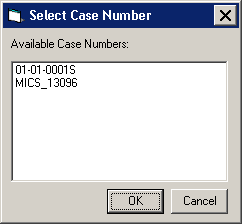 Select Case Number
Available Case Numbers:
01-01-0001S
MICS_13096
OK
Cancel